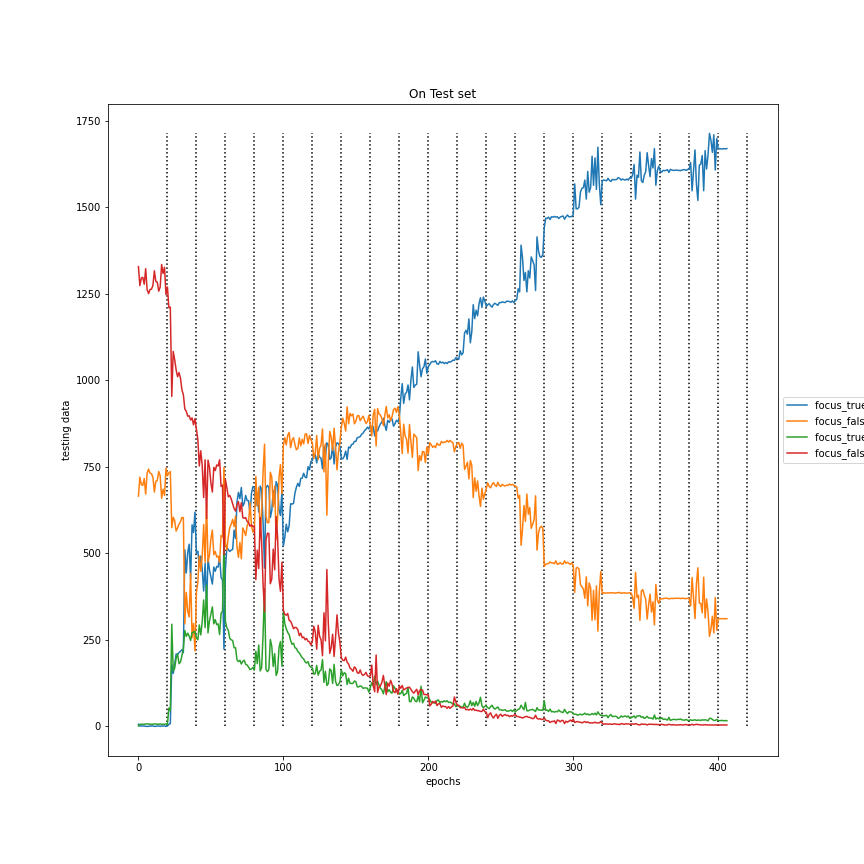 On Test set
testing data
1750
1500
1250
1000
750
500
250
0
0 100 200 300 400
epochs
focus_true
focus_fals
focus_true
focus_fals